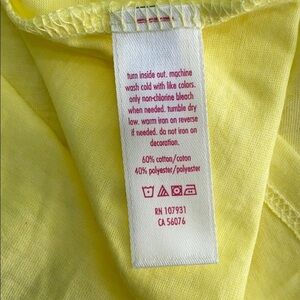 turn inside out. machine
wash cold with like colors.
only non-chlorine bleach
when needed. tumble dry
low. warm iron on reverse
if needed. do not iron on
decoration.
60% cotton/coton
40% polyester/polyester
RN 107931
CA 56076